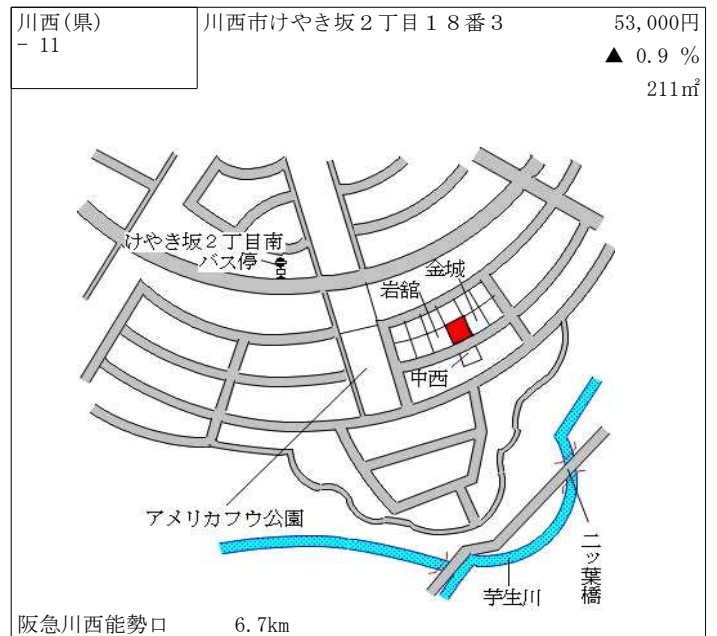 川西(県)
- 11
川西市けやき坂２丁目１８番３
53,000円
▲ 0.9 %
211㎡
けやき坂２丁目南
バス停
金城
岩舘
中西
アメリカフウ公園
二ッ葉橋
芋生川
阪急川西能勢口 6.7km